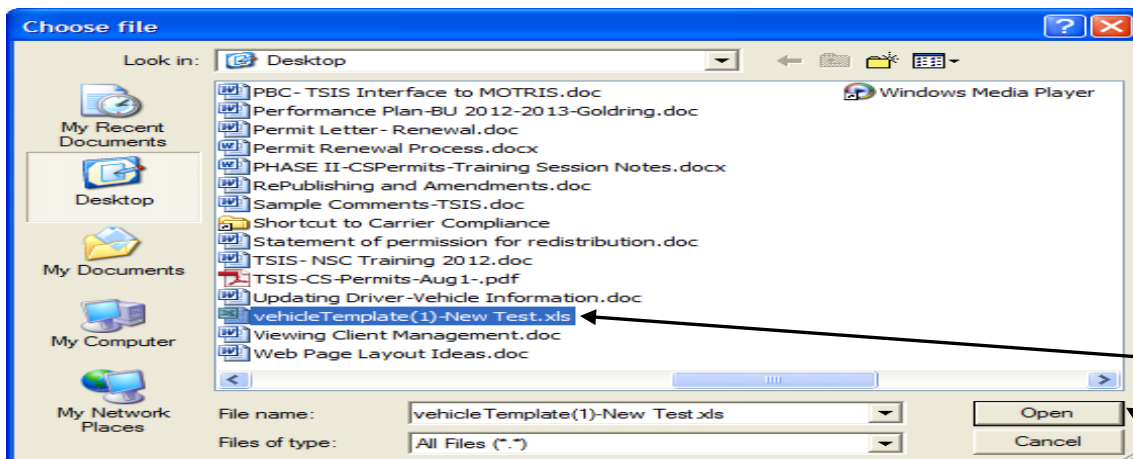 Choose file
Look in: Desktop
PBC- TSIS Interface to MOTRIS.doc
Windows Media Player
Performance Plan-BU 2012-2013-Goldring.doc
Permit Letter- Renewal.doc
Permit Renewal Process.docx
PHASE II-CSPermits-Training Session Notes.docx
RePublishing and Amendments.doc
Sample Comments-TSIS.doc
Shortcut to Carrier Compliance
Statement of permission for redistribution.doc
TSIS- NSC Training 2012.doc
TSIS-CS-Permits-Aug1-.pdf
Updating Driver-Vehicle Information.doc
vehicleTemplate(1)-New Test.xls
Viewing Client Management.doc
Web Page Layout Ideas.doc
My Recent
Documents
Desktop
My Documents
My Computer
My Network
Places
File name: vehicleTemplate(1)-New Test.xls Open
Files of type: All Files (*.*) Cancel